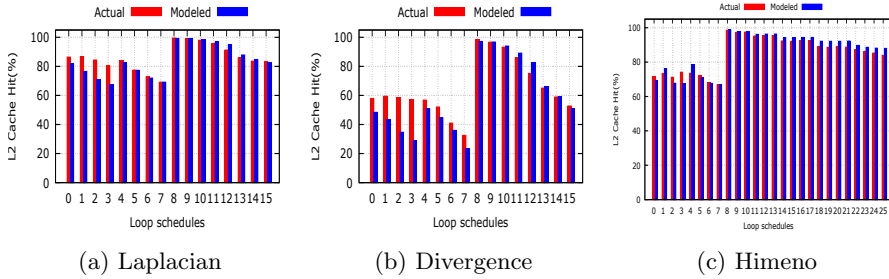 Actual Modeled
L2 Cache Hit(%)
100
80
60
40
20
0
0 1 2 3 4 5 6 7 8 9 10 11 12 13 14 15
Loop schedules
(a) Laplacian
Actual Modeled
L2 Cache Hit(%)
100
80
60
40
20
0
0 1 2 3 4 5 6 7 8 9 10 11 12 13 14 15
Loop schedules
(b) Divergence
Actual Modeled
L2 Cache Hit(%)
100
80
60
40
20
0
0 1 2 3 4 5 6 7 8 9 10 11 12 13 14 15 16 17 18 19 20 21 22 23 24 25
Loop schedules
(c) Himeno